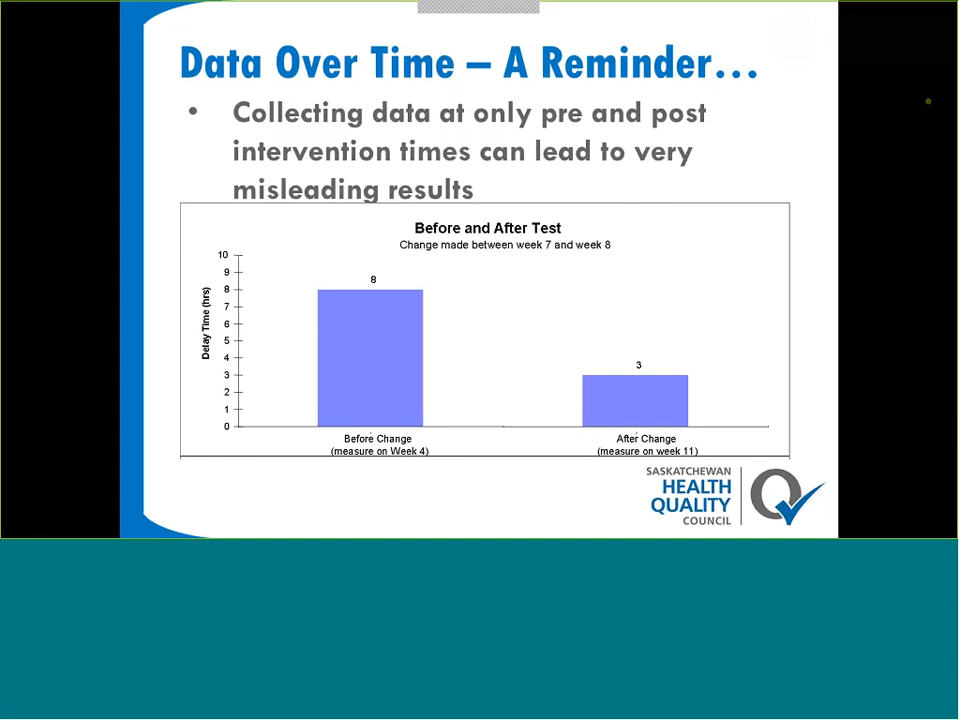 Data Over Time – A Reminder…
• Collecting data at only pre and post
intervention times can lead to very
misleading results
Before and After Test
Change made between week 7 and week 8
Delay Time (hrs)
10
9
8
7
6
5
4
3
2
1
0
8
3
Before Change
(measure on Week 4)
After Change
(measure on week 11)
SASKATCHEWAN
HEALTH
QUALITY
COUNCIL